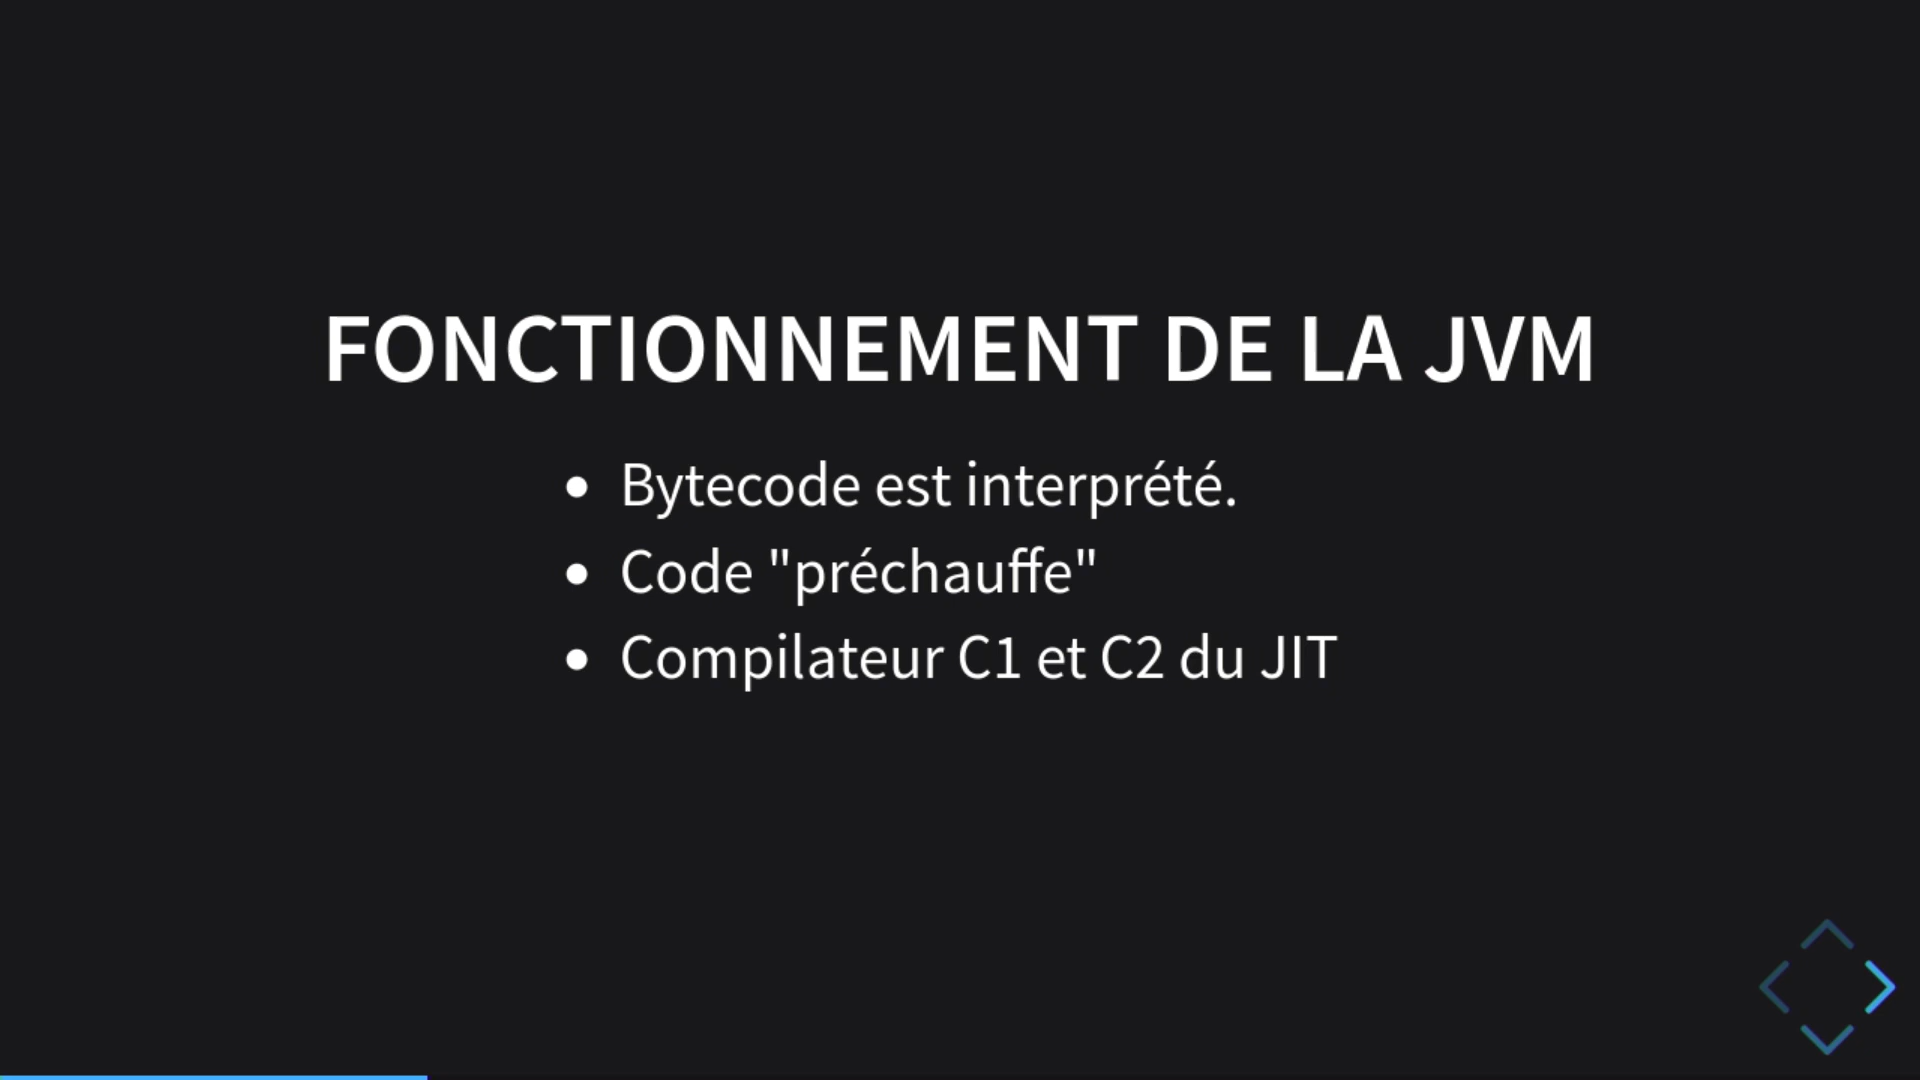 FONCTIONNEMENT DE LA JVM
• Bytecode est interprété.
• Code "préchauffe"
• Compilateur C1 et C2 du JIT